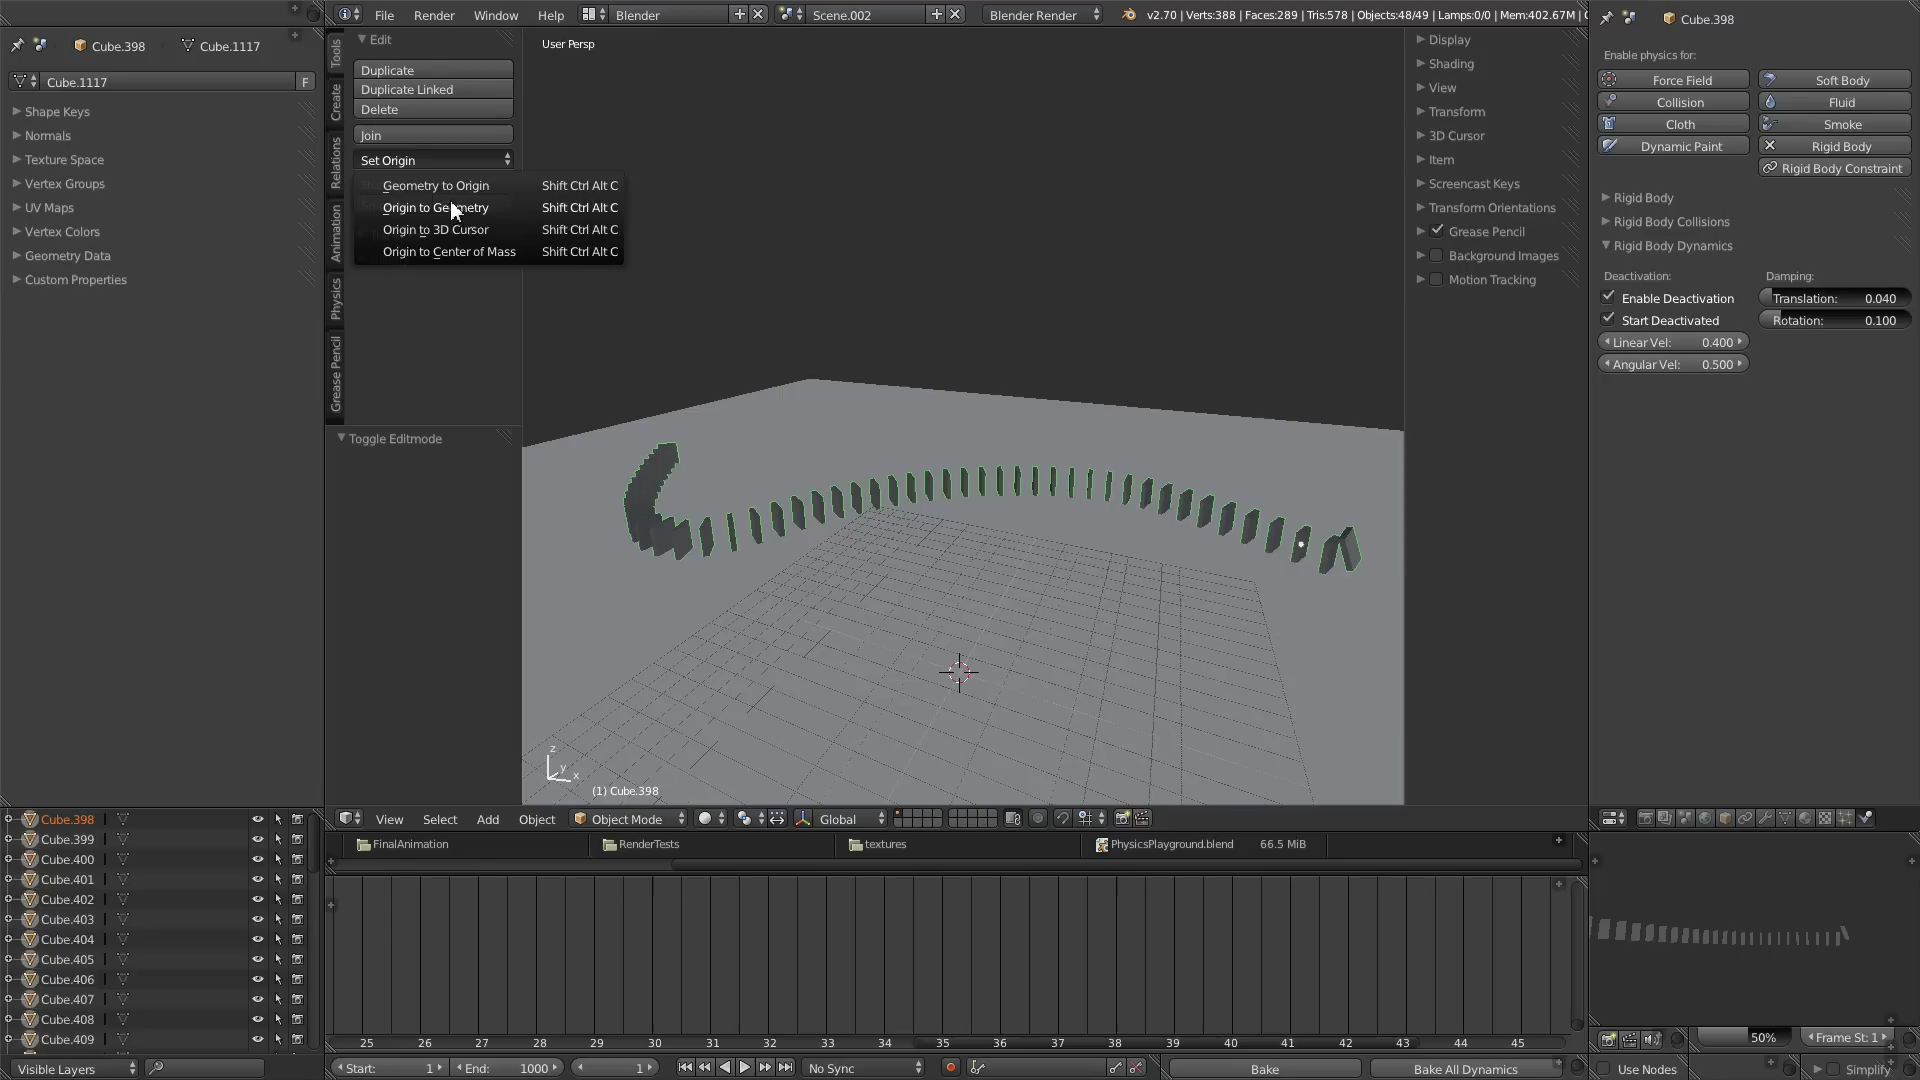 File Render Window Help Blender Scene.002 Blender Render v2.70 | Verts:388 | Faces:289 | Tris:578 | Objects:48/49 | Lamps:0/0 | Mem:402.67M |
Cube.398 Cube.1117
Cube.1117 F
Shape Keys
Normals
Texture Space
Vertex Groups
UV Maps
Vertex Colors
Geometry Data
Custom Properties
Tools
Create
Relations
Animation
Physics
Grease Pencil
Edit
Duplicate
Duplicate Linked
Delete
Join
Set Origin
Geometry to Origin Shift Ctrl Alt C
Origin to Geometry Shift Ctrl Alt C
Origin to 3D Cursor Shift Ctrl Alt C
Origin to Center of Mass Shift Ctrl Alt C
Toggle Editmode
User Persp
z
y
x
(1) Cube.398
Display
Shading
View
Transform
3D Cursor
Item
Screencast Keys
Transform Orientations
Grease Pencil
Background Images
Motion Tracking
Cube.398
Enable physics for:
Force Field Soft Body
Collision Fluid
Cloth Smoke
Dynamic Paint Rigid Body
Rigid Body Constraint
Rigid Body
Rigid Body Collisions
Rigid Body Dynamics
Deactivation: Damping:
Enable Deactivation Translation: 0.040
Start Deactivated Rotation: 0.100
Linear Vel: 0.400
Angular Vel: 0.500
View Select Add Object Object Mode Global
FinalAnimation RenderTests textures PhysicsPlayground.blend 66.5 MiB
Cube.398
Cube.399
Cube.400
Cube.401
Cube.402
Cube.403
Cube.404
Cube.405
Cube.406
Cube.407
Cube.408
Cube.409
Visible Layers
25 26 27 28 29 30 31 32 33 34 35 36 37 38 39 40 41 42 43 44 45
Start: 1 End: 1000 1 No Sync Bake Bake All Dynamics
50% Frame St: 1
Use Nodes Simplify